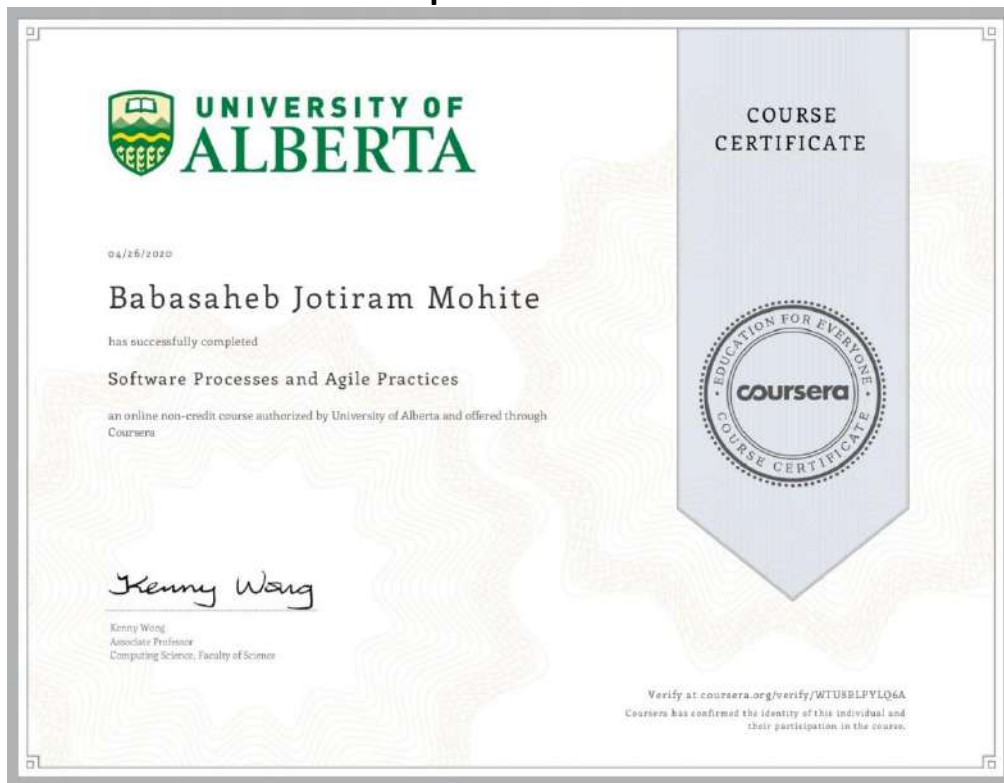 UNIVERSITY OF
ALBERTA
COURSE
CERTIFICATE
04/26/2020
Babasaheb Jotiram Mohite
has successfully completed
Software Processes and Agile Practices
an online non-credit course authorized by University of Alberta and offered through
Coursera
EDUCATION FOR EVERYONE
coursera
COURSE CERTIFICATE
Kenny Wong
Kenny Wong
Associate Professor
Computing Science, Faculty of Science
Verify at coursera.org/verify/WTU8BLPYLQ6A
Coursera has confirmed the identity of this individual and
their participation in the course.